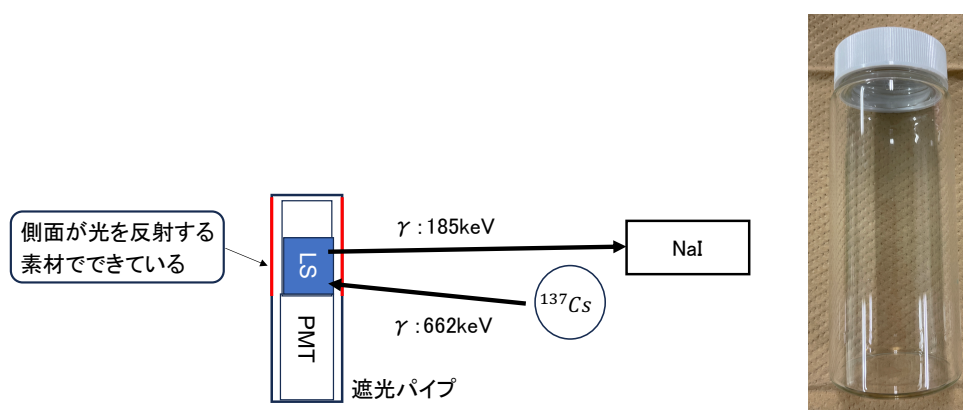 側面が光を反射する
素材でできている
LS
PMT
γ:185keV
γ:662keV
NaI
¹³⁷Cs
遮光パイプ